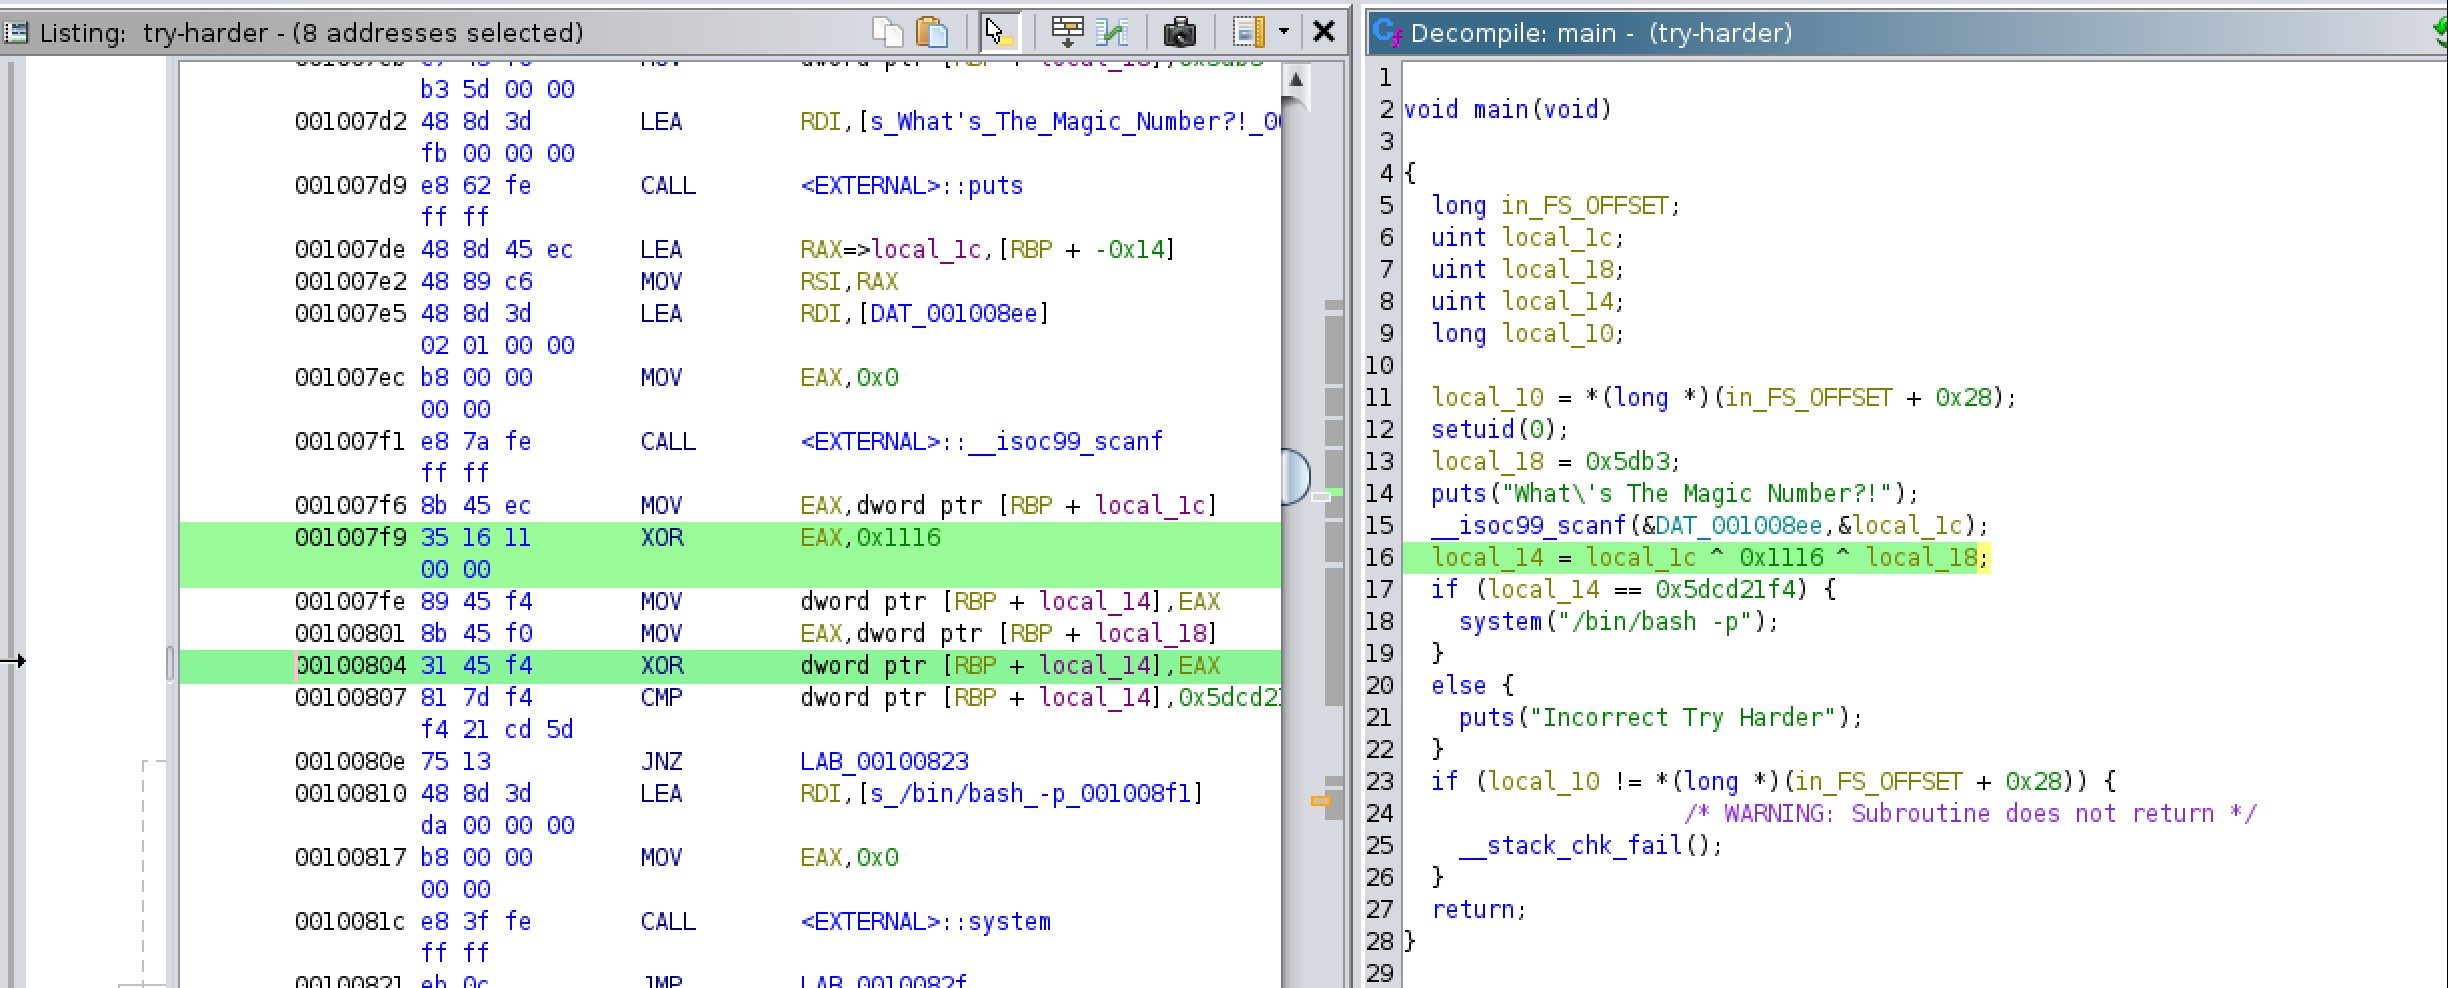 Listing: try-harder - (8 addresses selected)
b3 5d 00 00
001007d2 48 8d 3d LEA RDI,[s_What's_The_Magic_Number?!_0
fb 00 00 00
001007d9 e8 62 fe CALL <EXTERNAL>::puts
ff ff
001007de 48 8d 45 ec LEA RAX=>local_1c,[RBP + -0x14]
001007e2 48 89 c6 MOV RSI,RAX
001007e5 48 8d 3d LEA RDI,[DAT_001008ee]
02 01 00 00
001007ec b8 00 00 MOV EAX,0x0
00 00
001007f1 e8 7a fe CALL <EXTERNAL>::__isoc99_scanf
ff ff
001007f6 8b 45 ec MOV EAX,dword ptr [RBP + local_1c]
001007f9 35 16 11 XOR EAX,0x1116
00 00
001007fe 89 45 f4 MOV dword ptr [RBP + local_14],EAX
00100801 8b 45 f0 MOV EAX,dword ptr [RBP + local_18]
00100804 31 45 f4 XOR dword ptr [RBP + local_14],EAX
00100807 81 7d f4 CMP dword ptr [RBP + local_14],0x5dcd2
f4 21 cd 5d
0010080e 75 13 JNZ LAB_00100823
00100810 48 8d 3d LEA RDI,[s_/bin/bash_-p_001008f1]
da 00 00 00
00100817 b8 00 00 MOV EAX,0x0
00 00
0010081c e8 3f fe CALL <EXTERNAL>::system
ff ff
00100821 eb 0c JMP LAB_0010082f
Decompile: main - (try-harder)
1
2 void main(void)
3
4 {
5 long in_FS_OFFSET;
6 uint local_1c;
7 uint local_18;
8 uint local_14;
9 long local_10;
10
11 local_10 = *(long *)(in_FS_OFFSET + 0x28);
12 setuid(0);
13 local_18 = 0x5db3;
14 puts("What\'s The Magic Number?!");
15 __isoc99_scanf(&DAT_001008ee,&local_1c);
16 local_14 = local_1c ^ 0x1116 ^ local_18;
17 if (local_14 == 0x5dcd21f4) {
18 system("/bin/bash -p");
19 }
20 else {
21 puts("Incorrect Try Harder");
22 }
23 if (local_10 != *(long *)(in_FS_OFFSET + 0x28)) {
24 /* WARNING: Subroutine does not return */
25 __stack_chk_fail();
26 }
27 return;
28 }
29